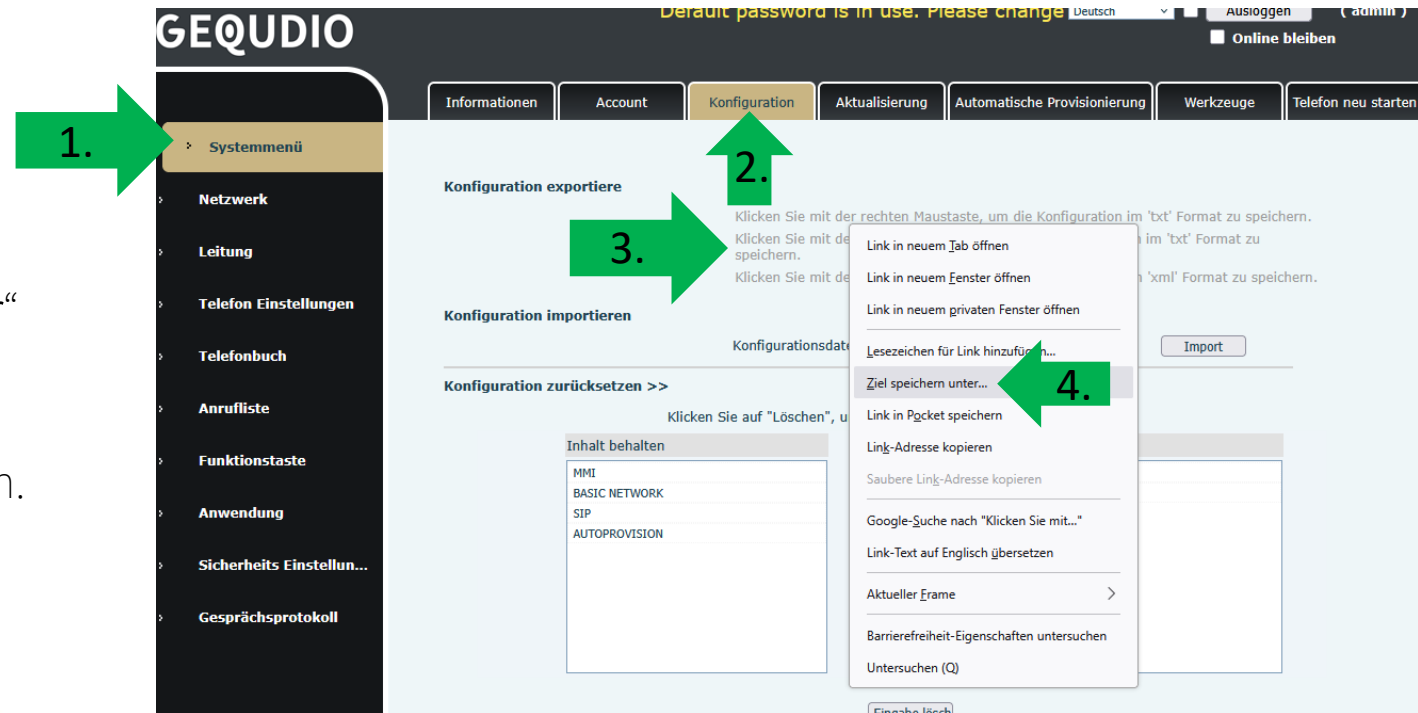 GEQUDIO
Default password is in use. Please change
Deutsch
Ausloggen
( admin )
Online bleiben
Informationen
Account
Konfiguration
Aktualisierung
Automatische Provisionierung
Werkzeuge
Telefon neu starten
1.
Systemmenü
Netzwerk
Leitung
Telefon Einstellungen
Telefonbuch
Anrufliste
Funktionstaste
Anwendung
Sicherheits Einstellun...
Gesprächsprotokoll
“
n.
2.
Konfiguration exportiere
3.
Klicken Sie mit der rechten Maustaste, um die Konfiguration im 'txt' Format zu speichern.
Klicken Sie mit de
im 'txt' Format zu
speichern.
Klicken Sie mit de
'xml' Format zu speichern.
Konfiguration importieren
Konfigurationsdate
Import
Konfiguration zurücksetzen >>
Klicken Sie auf "Löschen", u
Inhalt behalten
MMI
BASIC NETWORK
SIP
AUTOPROVISION
Link in neuem Tab öffnen
Link in neuem Fenster öffnen
Link in neuem privaten Fenster öffnen
Lesezeichen für Link hinzufügen...
Ziel speichern unter...
4.
Link in Pocket speichern
Link-Adresse kopieren
Saubere Link-Adresse kopieren
Google-Suche nach "Klicken Sie mit..."
Link-Text auf Englisch übersetzen
Aktueller Frame
Barrierefreiheit-Eigenschaften untersuchen
Untersuchen (Q)
Eingabe lösch